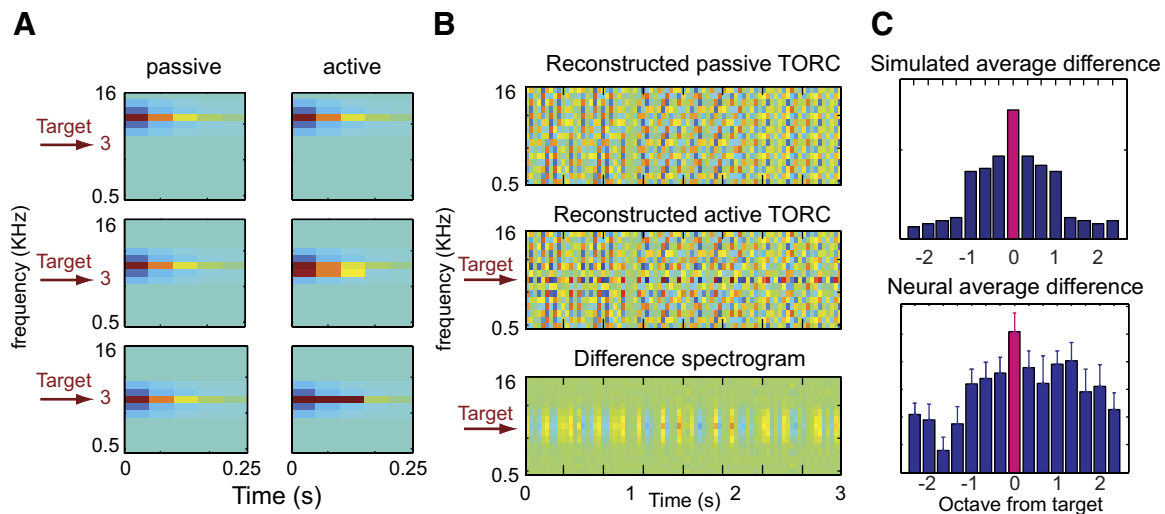 A
passive
active
16
Target
3
0.5
16
Target
3
0.5
16
Target
3
0.5
frequency (KHz)
0
0.25
0
0.25
Time (s)
B
Reconstructed passive TORC
16
0.5
Reconstructed active TORC
16
Target
0.5
frequency (KHz)
Difference spectrogram
16
Target
0.5
0
1
2
3
Time (s)
C
Simulated average difference
-2
-1
0
1
2
Neural average difference
-2
-1
0
1
2
Octave from target